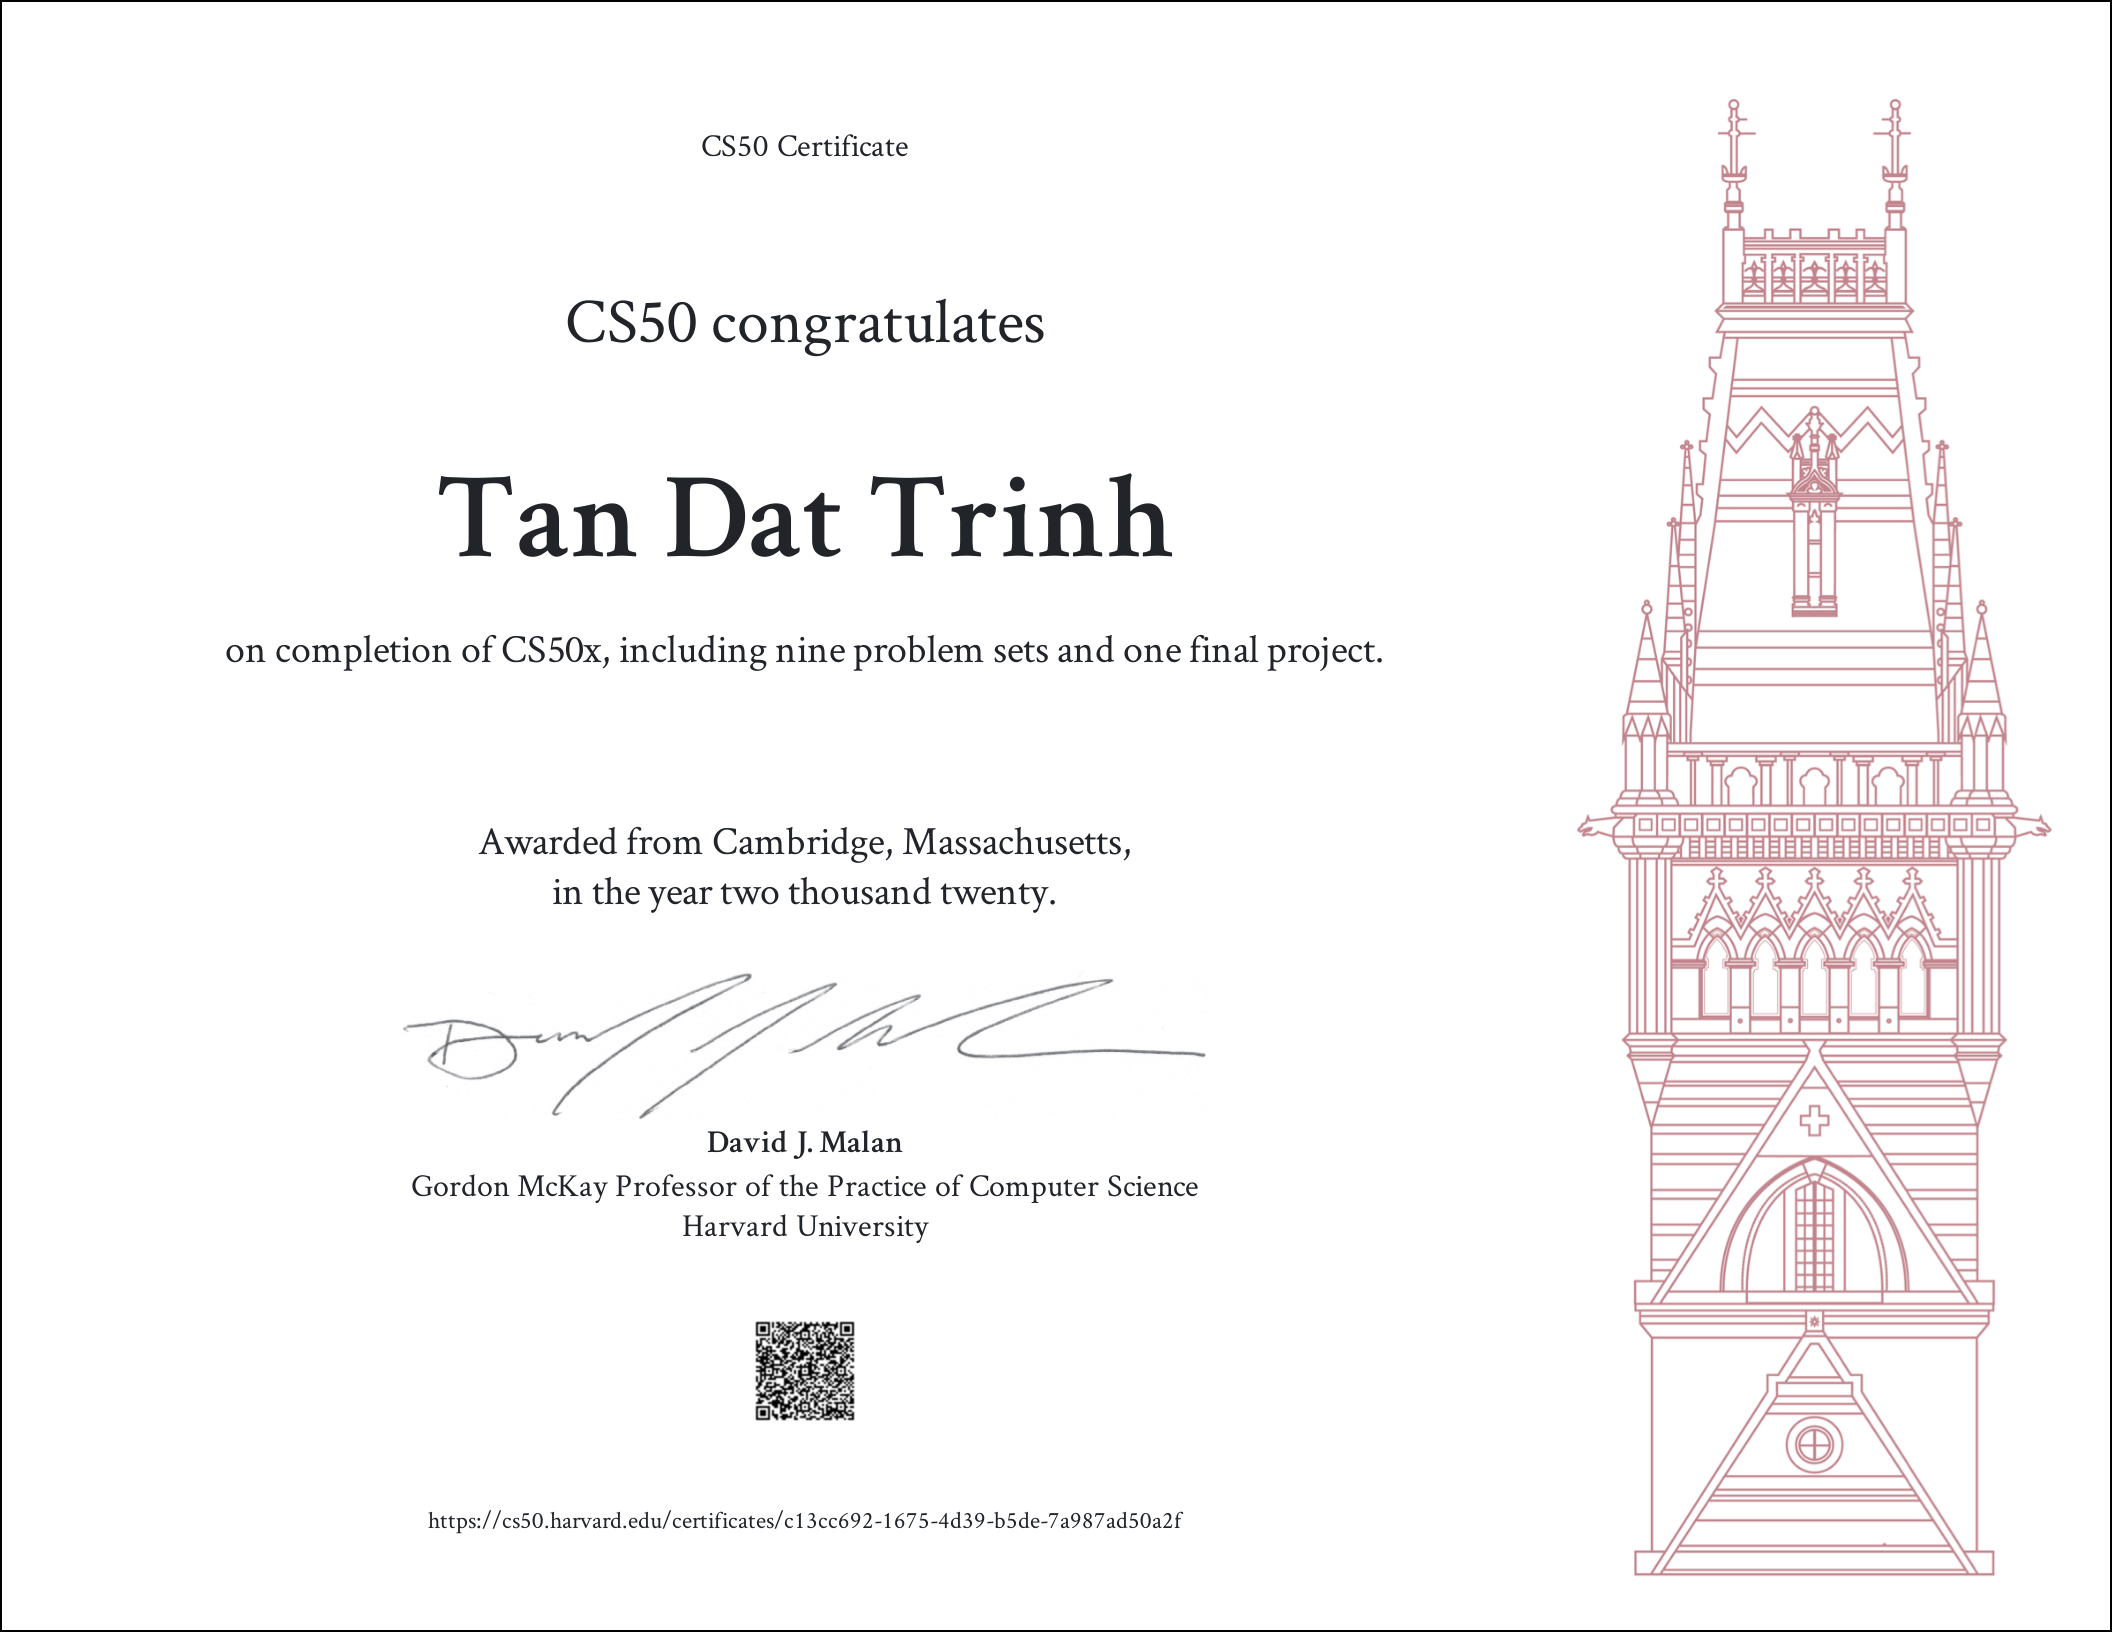 CS50 Certificate
CS50 congratulates
Tan Dat Trinh
on completion of CS50x, including nine problem sets and one final project.
Awarded from Cambridge, Massachusetts,
in the year two thousand twenty.
David J. Malan
Gordon McKay Professor of the Practice of Computer Science
Harvard University
https://cs50.harvard.edu/certificates/c13cc692-1675-4d39-b5de-7a987ad50a2f